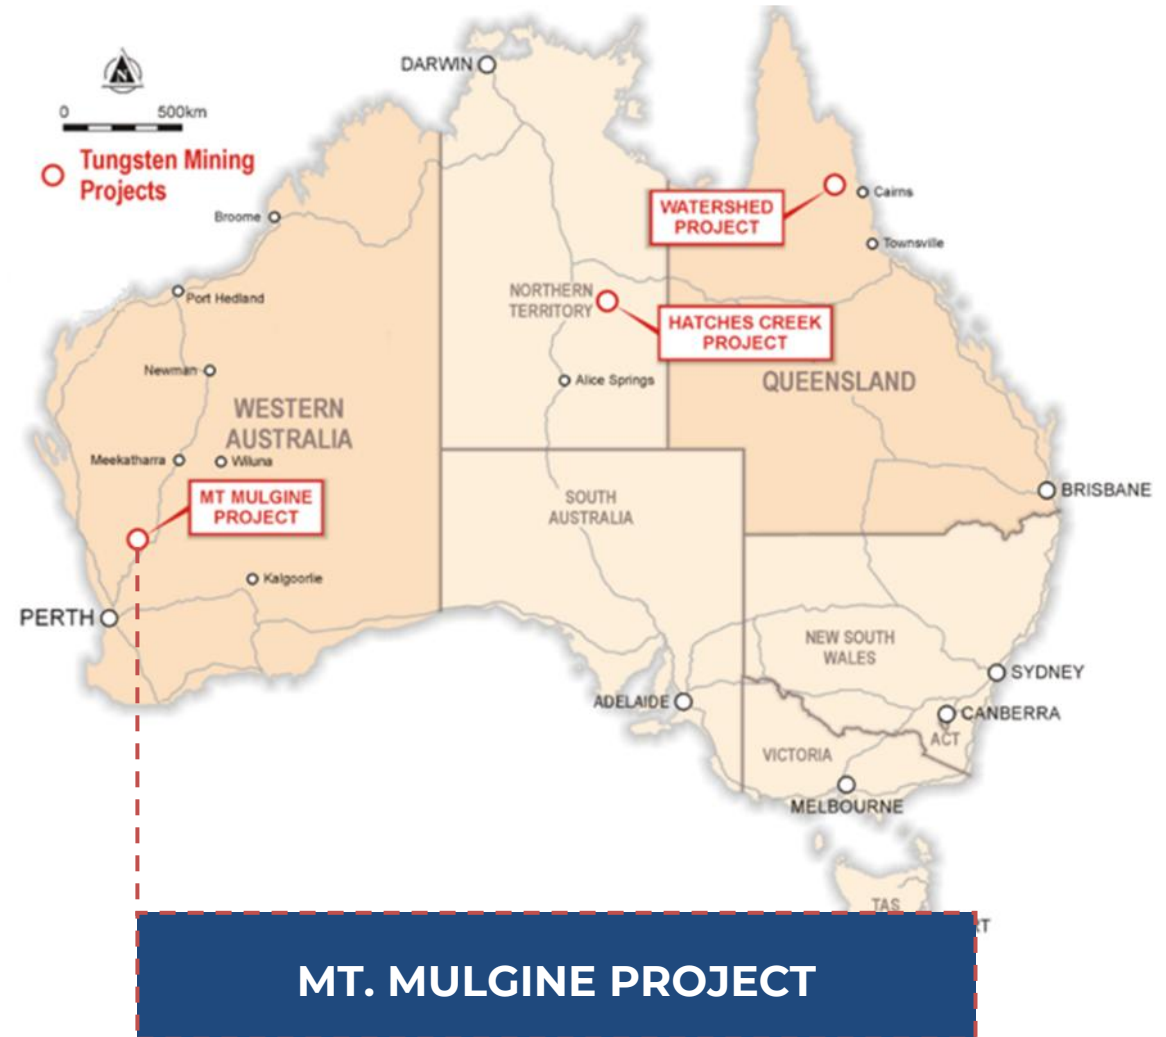 DARWIN
N
0 500km
Tungsten Mining
Projects
WATERSHED
PROJECT
Cairns
Broome
Townsville
Port Hedland
NORTHERN
TERRITORY
HATCHES CREEK
PROJECT
Newman
Alice Springs
QUEENSLAND
WESTERN
AUSTRALIA
Meekatharra
Wiluna
MT MULGINE
PROJECT
SOUTH
AUSTRALIA
BRISBANE
Kalgoorlie
PERTH
NEW SOUTH
WALES
SYDNEY
ADELAIDE
CANBERRA
ACT
VICTORIA
MELBOURNE
TAS
MT. MULGINE PROJECT